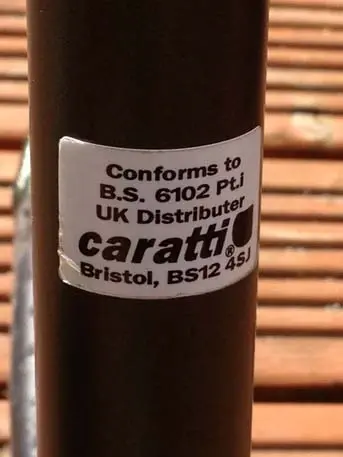 Conforms to
B.S. 6102 Pt.i
UK Distributer
caratti®
Bristol, BS12 4SJ